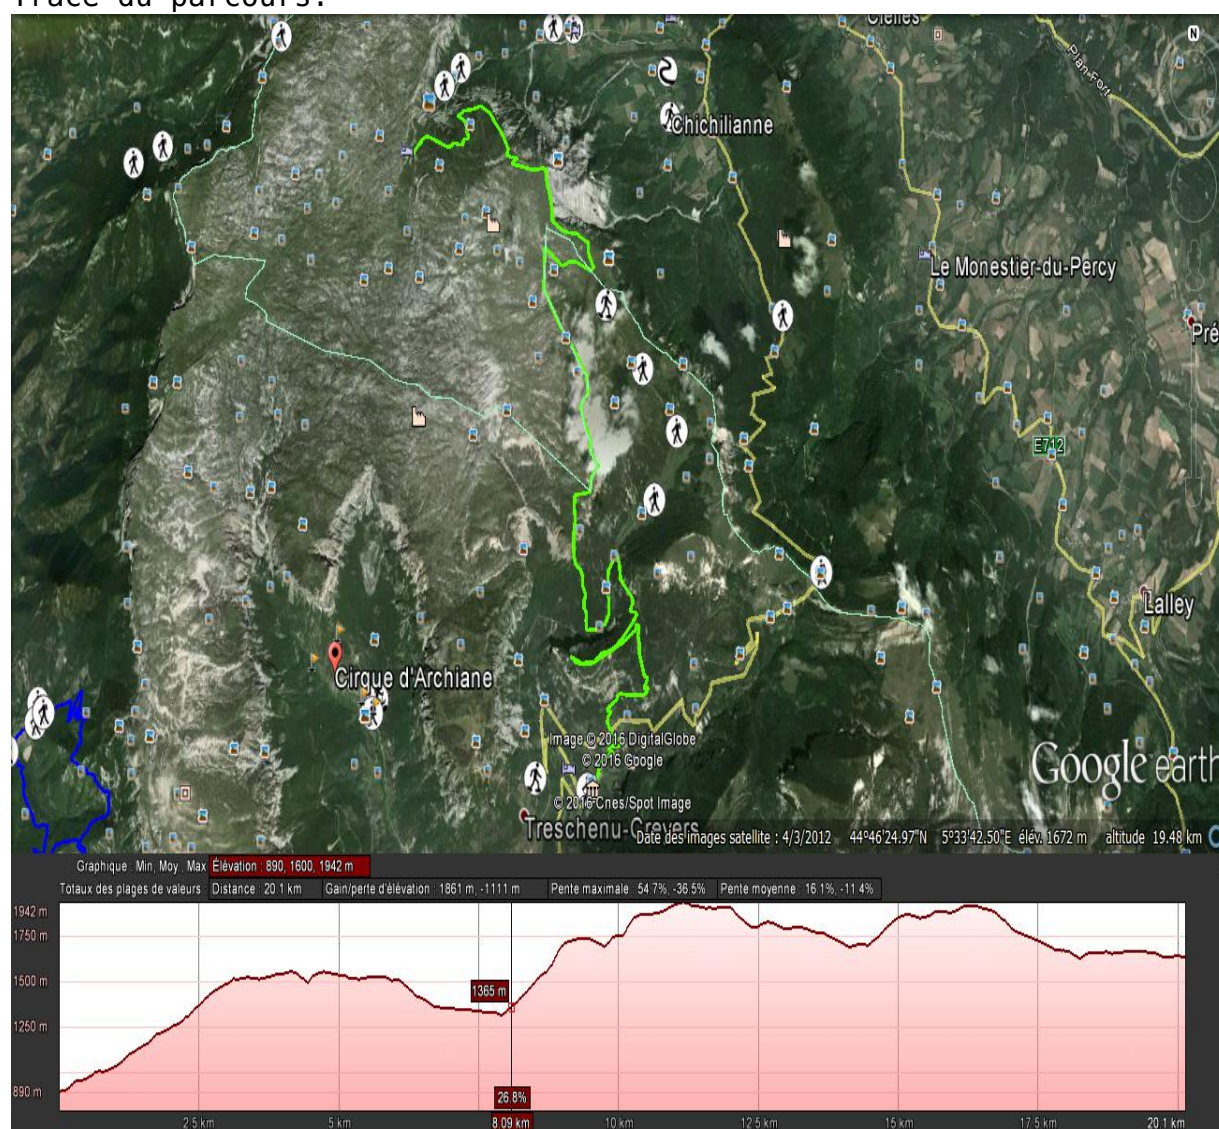 Tracé du parcours.
Clelles
N
Plan Fort
Chichilianne
Le Monestier-du-Percy
Pré
E712
Lalley
Cirque d'Archiane
Image © 2016 DigitalGlobe
© 2016 Google
© 2016 Cnes/Spot Image
Google earth
Treschenu-Creyers
Date des images satellite : 4/3/2012 44°46'24.97"N 5°33'42.50"E élév. 1672 m altitude 19.48 km
Graphique : Min, Moy, Max Élévation : 890, 1600, 1942 m
Totaux des plages de valeurs : Distance : 20.1 km Gain/perte d'élévation : 1861 m, -1111 m Pente maximale : 54.7%, -36.5% Pente moyenne : 16.1%, -11.4%
1942 m
1750 m
1500 m
1365 m
1250 m
890 m
26.8%
2.5 km 5 km 8.09 km 10 km 12.5 km 15 km 17.5 km 20.1 km